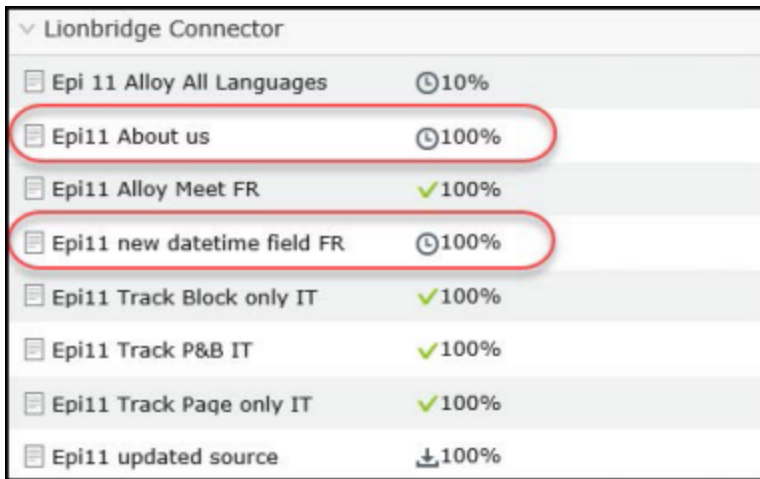 Lionbridge Connector
Epi 11 Alloy All Languages 10%
Epi11 About us 100%
Epi11 Alloy Meet FR 100%
Epi11 new datetime field FR 100%
Epi11 Track Block only IT 100%
Epi11 Track P&B IT 100%
Epi11 Track Page only IT 100%
Epi11 updated source 100%